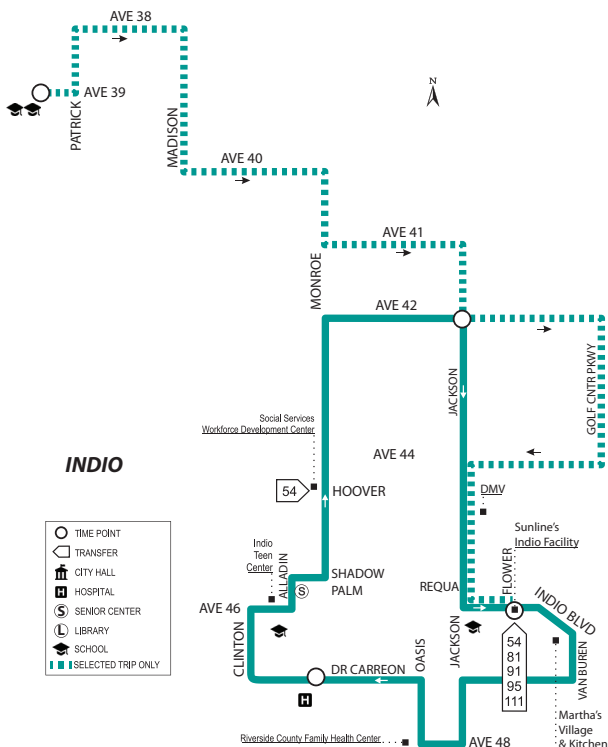 AVE 38
N
AVE 39
PATRICK
MADISON
AVE 40
AVE 41
MONROE
AVE 42
JACKSON
GOLF CNTR PKWY
Social Services
Workforce Development Center
AVE 44
INDIO
54
HOOVER
DMV
Sunline's
Indio Facility
TIME POINT
TRANSFER
CITY HALL
H
HOSPITAL
S
SENIOR CENTER
L
LIBRARY
SCHOOL
SELECTED TRIP ONLY
Indio
Teen
Center
ALLADIN
S
SHADOW
PALM
REQUA
FLOWER
INDIO BLVD
AVE 46
CLINTON
OASIS
JACKSON
54
81
91
95
111
VAN BUREN
DR CARREON
H
Martha's
Village
& Kitchen
Riverside County Family Health Center
AVE 48